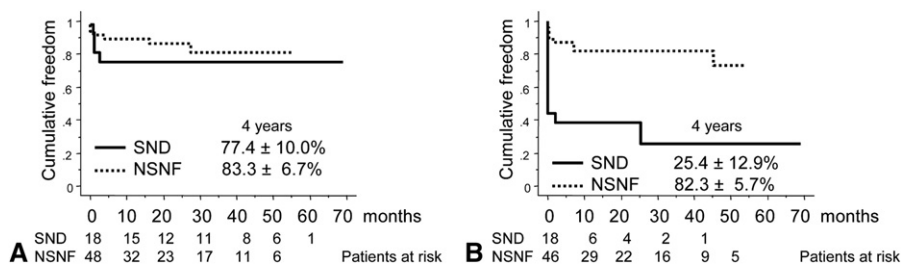 Cumulative freedom
1
.8
.6
.4
.2
0
4 years
SND 77.4 ± 10.0%
NSNF 83.3 ± 6.7%
0 10 20 30 40 50 60 70 months
SND 18 15 12 11 8 6 1
NSNF 48 32 23 17 11 6 Patients at risk
A
Cumulative freedom
1
.8
.6
.4
.2
0
4 years
SND 25.4 ± 12.9%
NSNF 82.3 ± 5.7%
0 10 20 30 40 50 60 70 months
18 6 4 2 1
46 29 22 16 9 5 Patients at risk
B